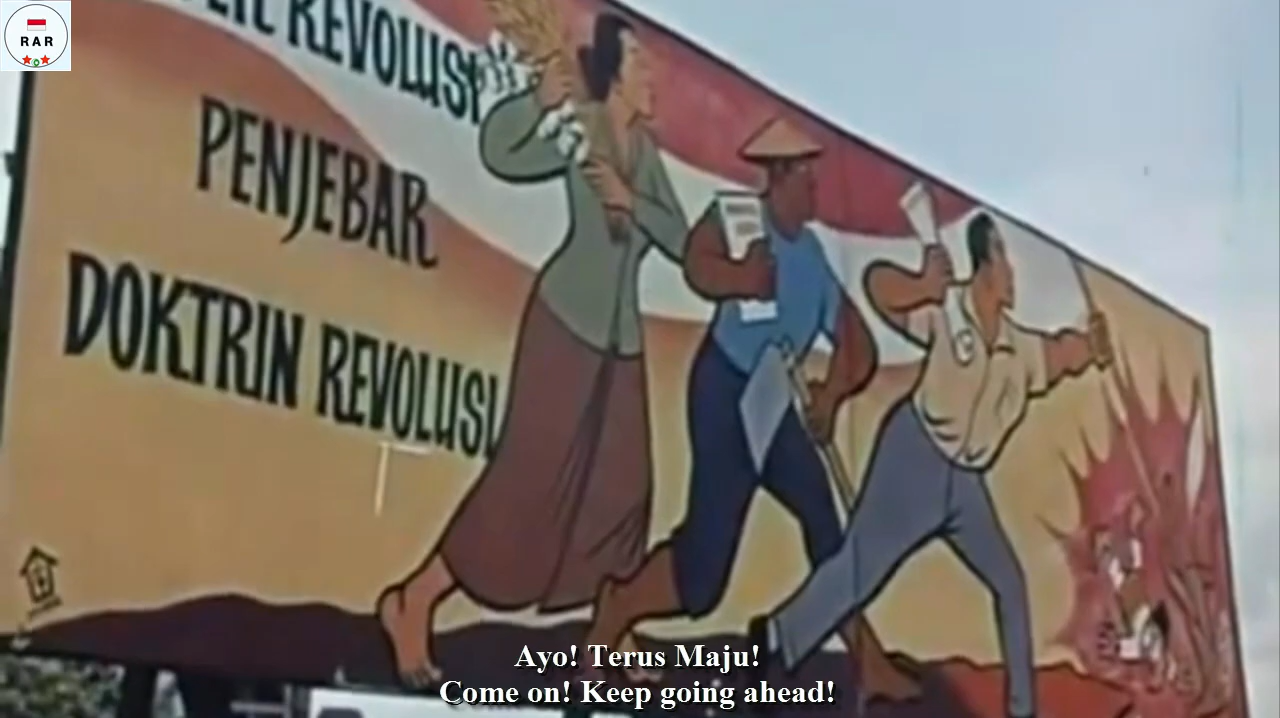 RAR
REVOLUSI
PENJEBAR
DOKTRIN REVOLUSI
Ayo! Terus Maju!
Come on! Keep going ahead!